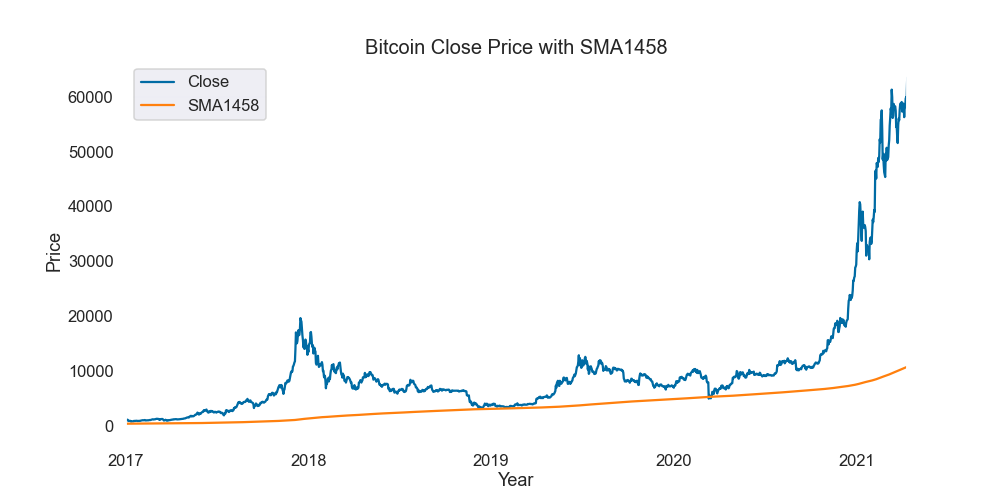 Bitcoin Close Price with SMA1458
Close
SMA1458
60000
50000
40000
30000
20000
10000
0
Price
2017 2018 2019 2020 2021
Year